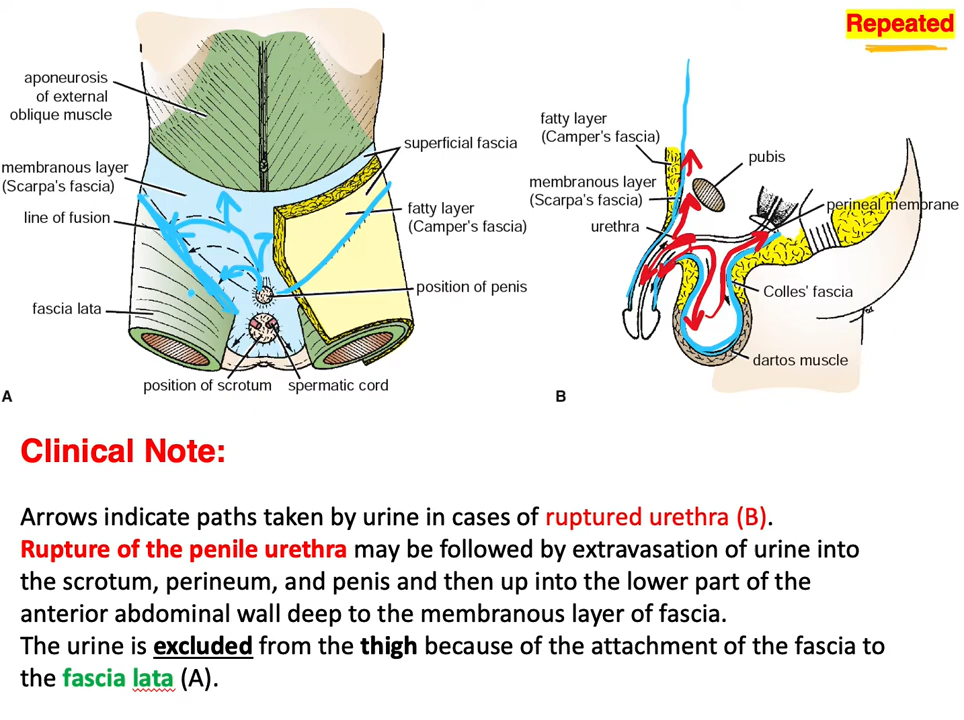 Repeated
aponeurosis
of external
oblique muscle
membranous layer
(Scarpa's fascia)
line of fusion
fascia lata
superficial fascia
fatty layer
(Camper's fascia)
position of penis
position of scrotum
spermatic cord
A
fatty layer
(Camper's fascia)
membranous layer
(Scarpa's fascia)
urethra
pubis
perineal membrane
Colles' fascia
dartos muscle
B
Clinical Note:
Arrows indicate paths taken by urine in cases of ruptured urethra (B).
Rupture of the penile urethra may be followed by extravasation of urine into
the scrotum, perineum, and penis and then up into the lower part of the
anterior abdominal wall deep to the membranous layer of fascia.
The urine is excluded from the thigh because of the attachment of the fascia to
the fascia lata (A).